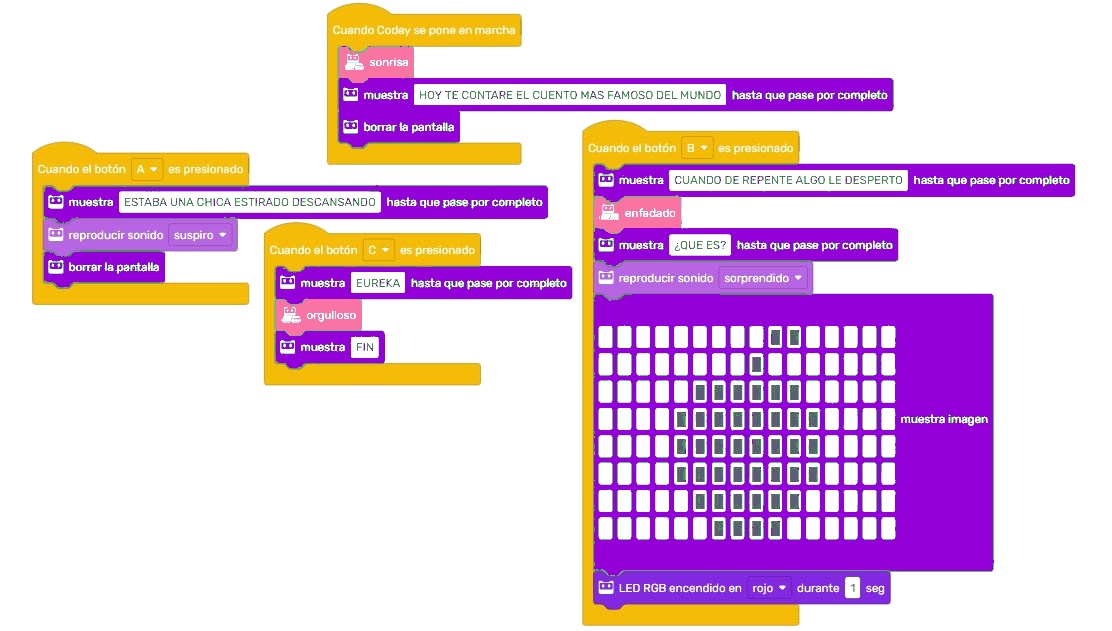 Cuando Codey se pone en marcha
sonrisa
muestra HOY TE CONTARE EL CUENTO MAS FAMOSO DEL MUNDO hasta que pase por completo
borrar la pantalla
Cuando el botón A es presionado
muestra ESTABA UNA CHICA ESTIRADO DESCANSANDO hasta que pase por completo
reproducir sonido suspiro
borrar la pantalla
Cuando el botón C es presionado
muestra EUREKA hasta que pase por completo
orgulloso
muestra FIN
Cuando el botón B es presionado
muestra CUANDO DE REPENTE ALGO LE DESPERTO hasta que pase por completo
enfadado
muestra ¿QUE ES? hasta que pase por completo
reproducir sonido sorprendido
muestra imagen
LED RGB encendido en rojo durante 1 seg